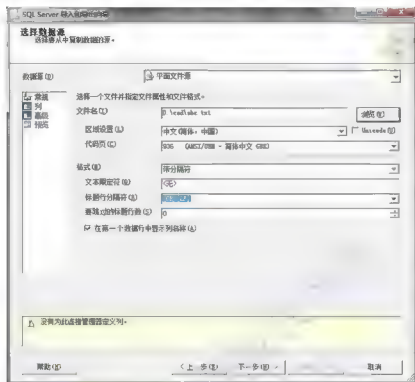 SQL Server 导入和导出向导
选择数据源
选择要从中复制数据的源。
数据源(D)
平面文件源
常规
列
高级
预览
选择一个文件并指定文件属性和文件格式。
文件名(I)
浏览(W)
区域设置(L)
中文(简体，中国)
Unicode(U)
代码页(C)
936 (ANSI/OEM - 简体中文 GBK)
格式(M)
带分隔符
文本限定符(Q)
<无>
标题行分隔符(R)
要跳过的标题行数(S)
0
在第一个数据行中显示列名称(A)
没有为此连接管理器定义列。
帮助(H)
取消